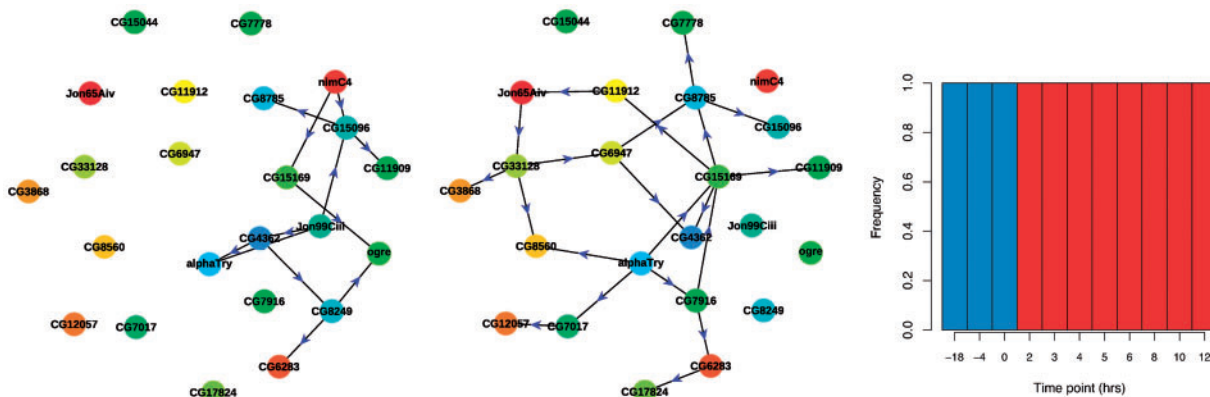 CG15044
CG7778
nimC4
Jon65Aiv
CG11912
CG8785
CG15096
CG6947
CG33128
CG11909
CG15169
CG3868
Jon99Ciii
CG4362
CG8560
ogre
alphaTry
CG7916
CG8249
CG12057
CG7017
CG6283
CG17824
CG15044
CG7778
nimC4
Jon65Aiv
CG11912
CG8785
CG15096
CG6947
CG33128
CG11909
CG15169
CG3868
Jon99Ciii
CG4362
CG8560
ogre
alphaTry
CG7916
CG8249
CG12057
CG7017
CG6283
CG17824
Frequency
1.0
0.8
0.6
0.4
0.2
0.0
−18 −4 0 2 3 4 5 6 8 10 12
Time point (hrs)